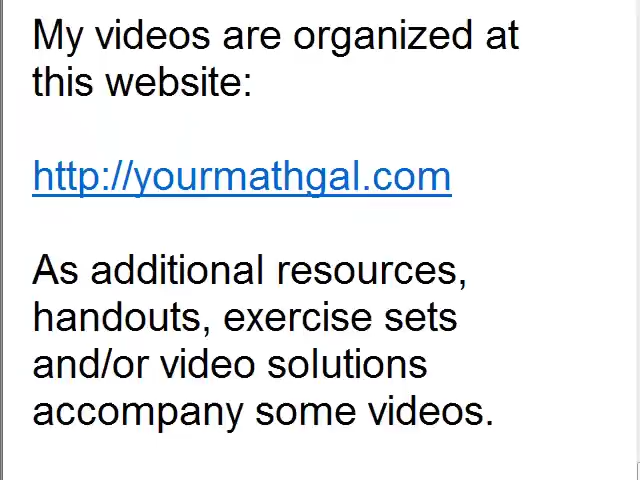 My videos are organized at
this website:
http://yourmathgal.com
As additional resources,
handouts, exercise sets
and/or video solutions
accompany some videos.